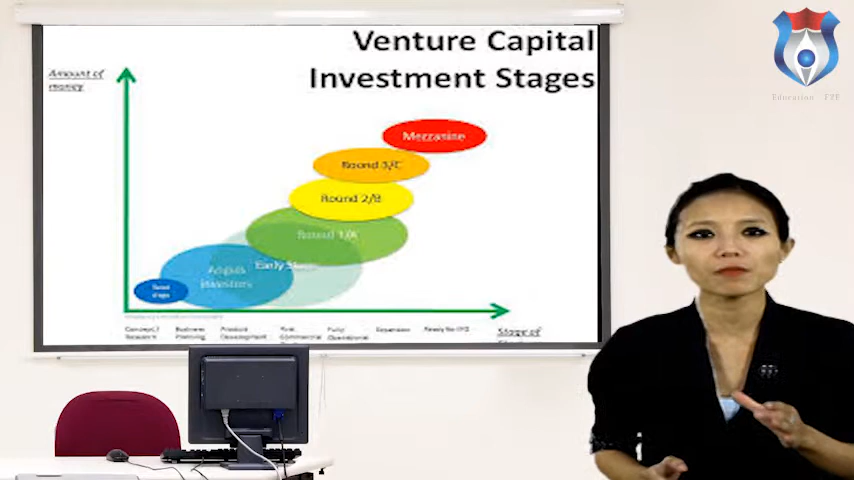 Venture Capital
Investment Stages
Amount of
money
Mezzanine
Round 3/C
Round 2/B
Round 1/A
Early
Angels
Investors
Seed
stage
Concept /
Research
Business
Planning
Product
Development
First
Commercial
Fully
Operational
Expansion
Ready for IPO
Stage of
Education